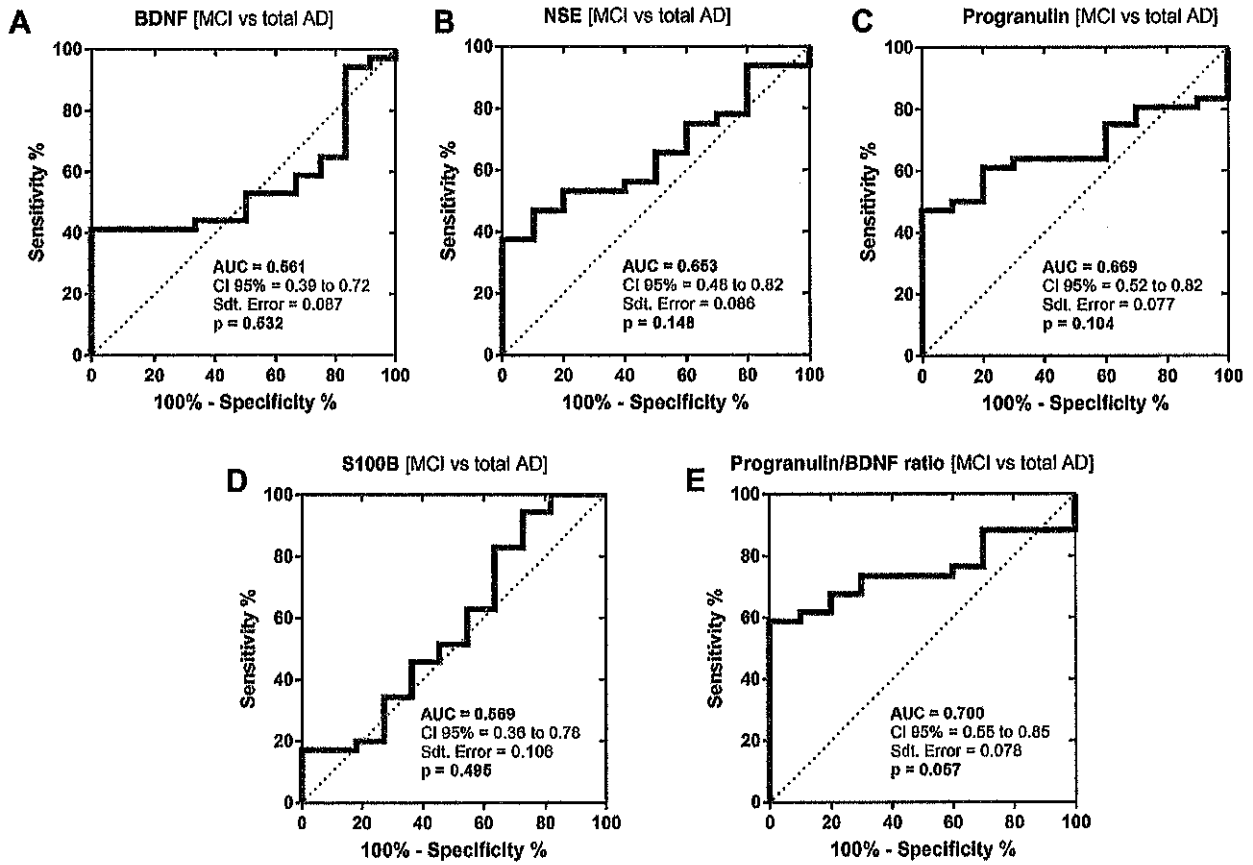 A
BDNF [MCI vs total AD]
100
80
60
40
20
0
Sensitivity %
AUC = 0.561
CI 95% = 0.39 to 0.72
Sdt. Error = 0.087
p = 0.532
0 20 40 60 80 100
100% - Specificity %
B
NSE [MCI vs total AD]
100
80
60
40
20
0
Sensitivity %
AUC = 0.653
CI 95% = 0.48 to 0.82
Sdt. Error = 0.086
p = 0.148
0 20 40 60 80 100
100% - Specificity %
C
Progranulin [MCI vs total AD]
100
80
60
40
20
0
Sensitivity %
AUC = 0.669
CI 95% = 0.52 to 0.82
Sdt. Error = 0.077
p = 0.104
0 20 40 60 80 100
100% - Specificity %
D
S100B [MCI vs total AD]
100
80
60
40
20
0
Sensitivity %
AUC = 0.569
CI 95% = 0.36 to 0.78
Sdt. Error = 0.106
p = 0.495
0 20 40 60 80 100
100% - Specificity %
E
Progranulin/BDNF ratio [MCI vs total AD]
100
80
60
40
20
0
Sensitivity %
AUC = 0.700
CI 95% = 0.55 to 0.85
Sdt. Error = 0.078
p = 0.057
0 20 40 60 80 100
100% - Specificity %